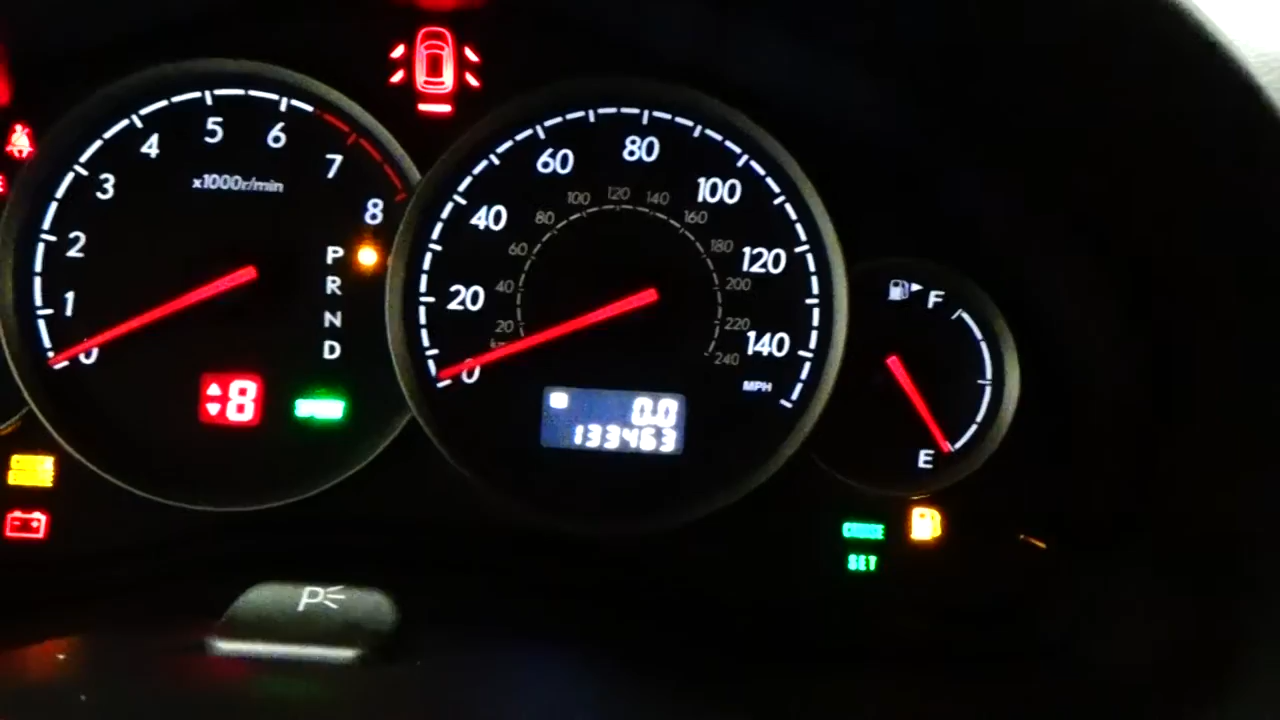 0 1 2 3 4 5 6 7 8
x1000r/min
P
R
N
D
8
SPORT
0 20 40 60 80 100 120 140
20 40 60 80 100 120 140 160 180 200 220 240
MPH
0.0
133463
F
E
CRUISE
SET
P